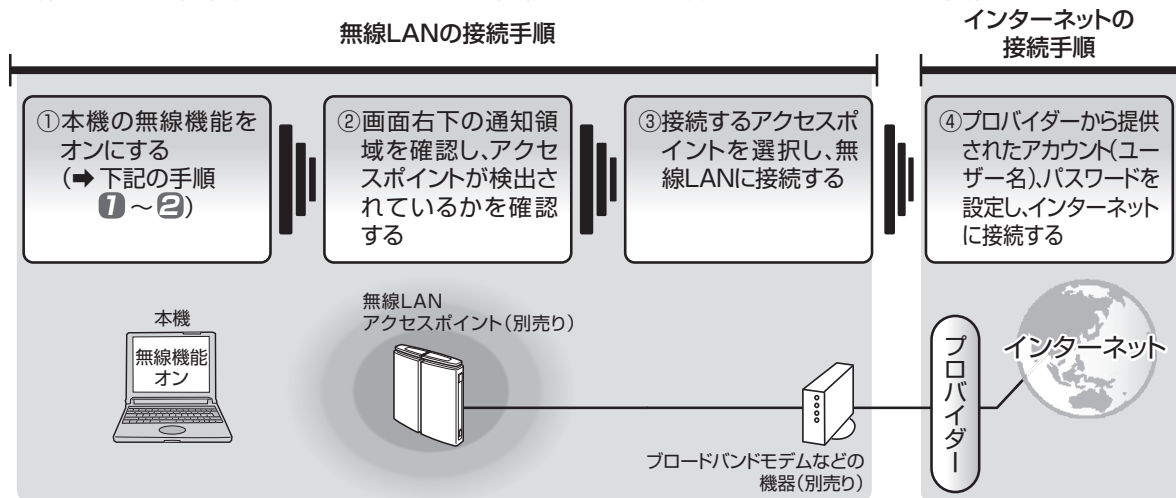 無線LANの接続手順
インターネットの
接続手順
①本機の無線機能を
オンにする
(➡下記の手順
1～2)
②画面右下の通知領
域を確認し、アクセ
スポイントが検出さ
れているかを確認
する
③接続するアクセスポ
イントを選択し、無
線LANに接続する
④プロバイダーから提供
されたアカウント(ユー
ザー名)、パスワードを
設定し、インターネット
に接続する
本機
無線機能
オン
無線LAN
アクセスポイント(別売り)
ブロードバンドモデムなどの
機器(別売り)
プロバイダー
インターネット